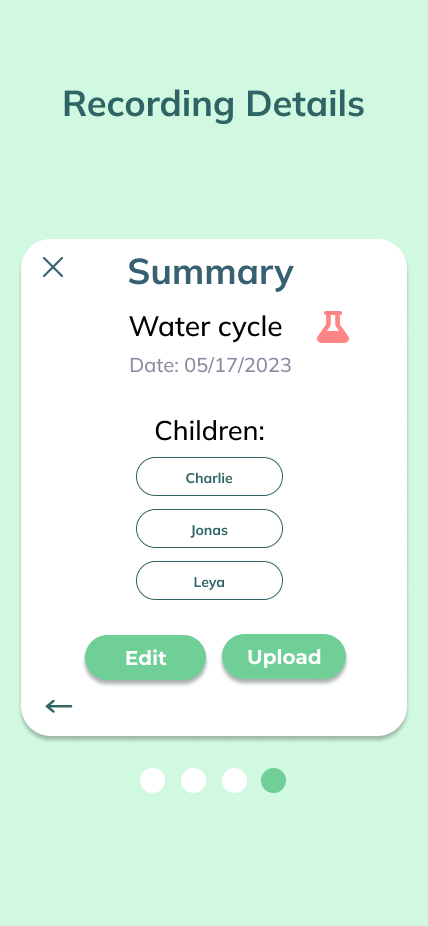 Recording Details
Summary
Water cycle
Date: 05/17/2023
Children:
Charlie
Jonas
Leya
Edit
Upload